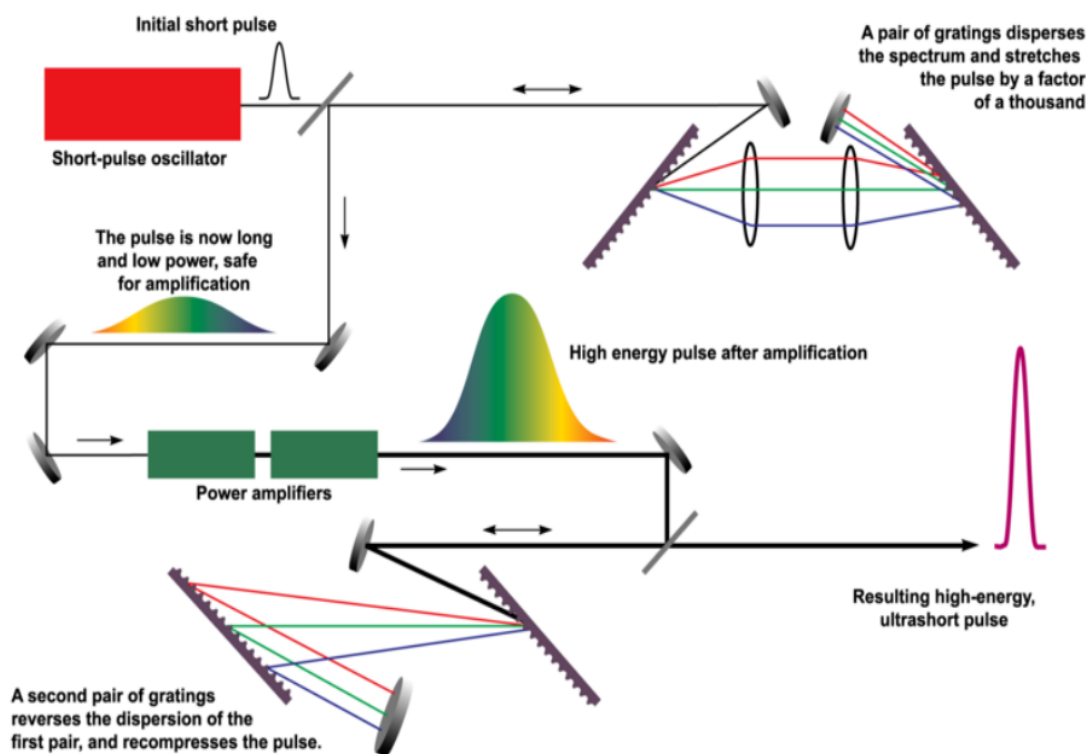 Initial short pulse
Short-pulse oscillator
A pair of gratings disperses
the spectrum and stretches
the pulse by a factor
of a thousand
The pulse is now long
and low power, safe
for amplification
High energy pulse after amplification
Power amplifiers
Resulting high-energy,
ultrashort pulse
A second pair of gratings
reverses the dispersion of the
first pair, and recompresses the pulse.